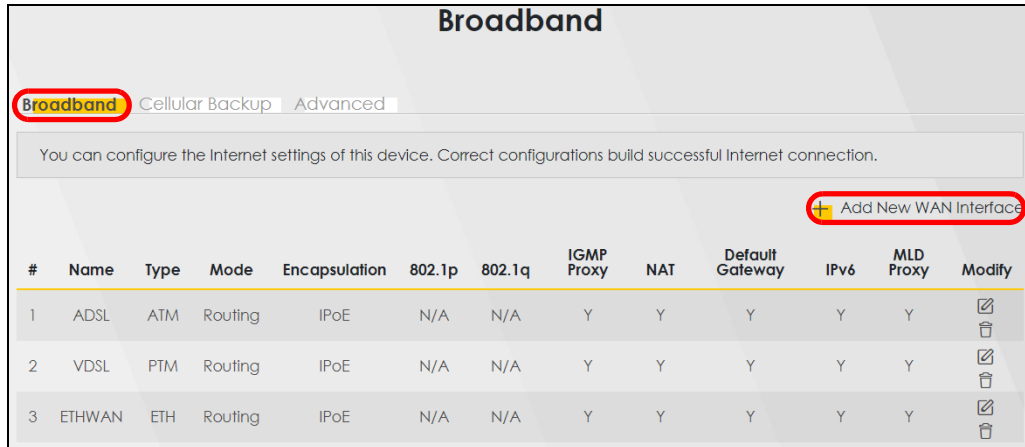 Broadband
Broadband Cellular Backup Advanced
You can configure the Internet settings of this device. Correct configurations build successful Internet connection.
+ Add New WAN Interface
# Name Type Mode Encapsulation 802.1p 802.1q IGMP Proxy NAT Default Gateway IPv6 MLD Proxy Modify
1 ADSL ATM Routing IPoE N/A N/A Y Y Y Y Y
2 VDSL PTM Routing IPoE N/A N/A Y Y Y Y Y
3 ETHWAN ETH Routing IPoE N/A N/A Y Y Y Y Y